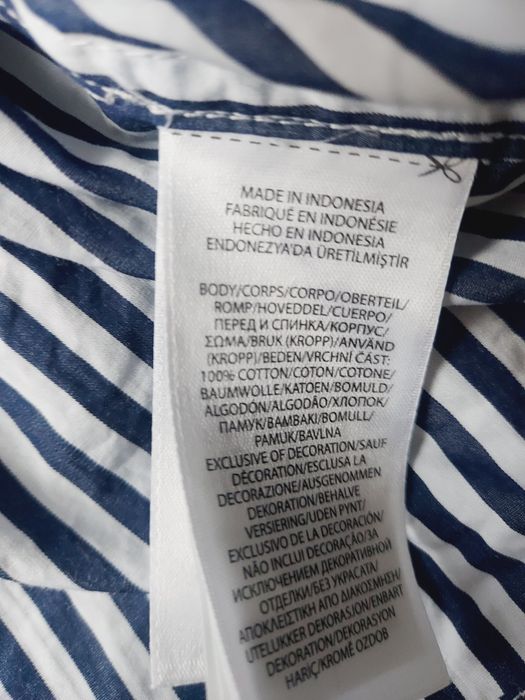 MADE IN INDONESIA
FABRIQUÉ EN INDONÉSIE
HECHO EN INDONESIA
ENDONEZYA'DA ÜRETİLMİŞTİR
BODY/CORPS/CORPO/OBERTEIL/
ROMP/HOVEDDEL/CUERPO/
ПЕРЕД И СПИНКА/КОРПУС/
ΣΩΜΑ/BRUK (KROPP)/ANVÄND
(KROPP)/BEDEN/VRCHNÍ ČÁST:
100% COTTON/COTON/COTONE/
BAUMWOLLE/KATOEN/BOMULD/
ALGODÓN/ALGODÃO/ХЛОПОК/
ПАМУК/BAMBAKI/BOMULL/
PAMUK/BAVLNA
EXCLUSIVE OF DECORATION/SAUF
DÉCORATION/ESCLUSA LA
DECORAZIONE/AUSGENOMMEN
DEKORATION/BEHALVE
VERSIERING/UDEN PYNT/
EXCLUSIVO DE LA DECORACIÓN/
NÃO INCLUI DECORAÇÃO/ЗА
ИСКЛЮЧЕНИЕМ ДЕКОРАТИВНОЙ
ОТДЕЛКИ/БЕЗ УКРАСАТА/
ΑΠΟΚΛΕΙΣΤΙΚΗ ΑΠΟ ΔΙΑΚΟΣΜΗΣΗ/
UTELUKKER DEKORASJON/ENBART
DEKORATION/DEKORASYON
HARİÇ/KROMĚ OZDOB